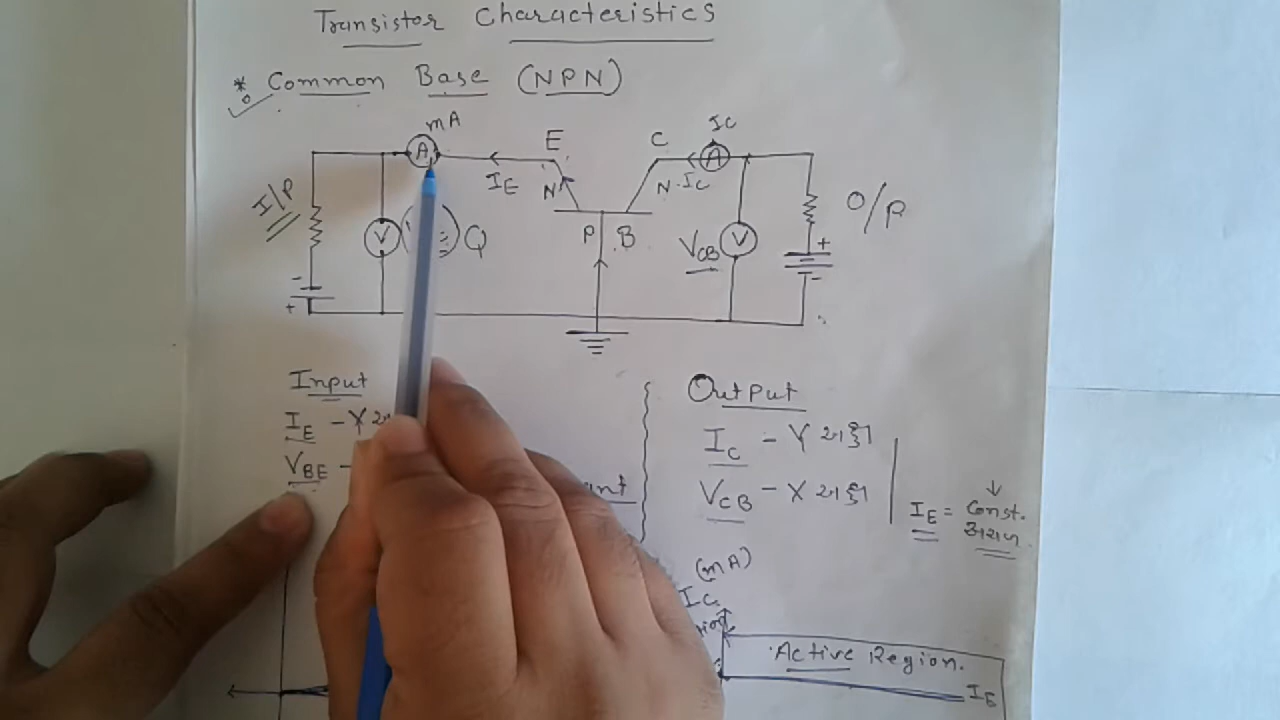 Transistor Characteristics
* Common Base (NPN)
mA
A
E
C
IC
A
I/P
IE
N
N
IC
O/P
V
Q
P
B
VCB
V
-
+
+
-
Input
IE - Y
VBE -
Output
IC - Y અક્ષ
VCB - X અક્ષ
IE = Const.
અચળ
(mA)
IC
Active Region.
IE